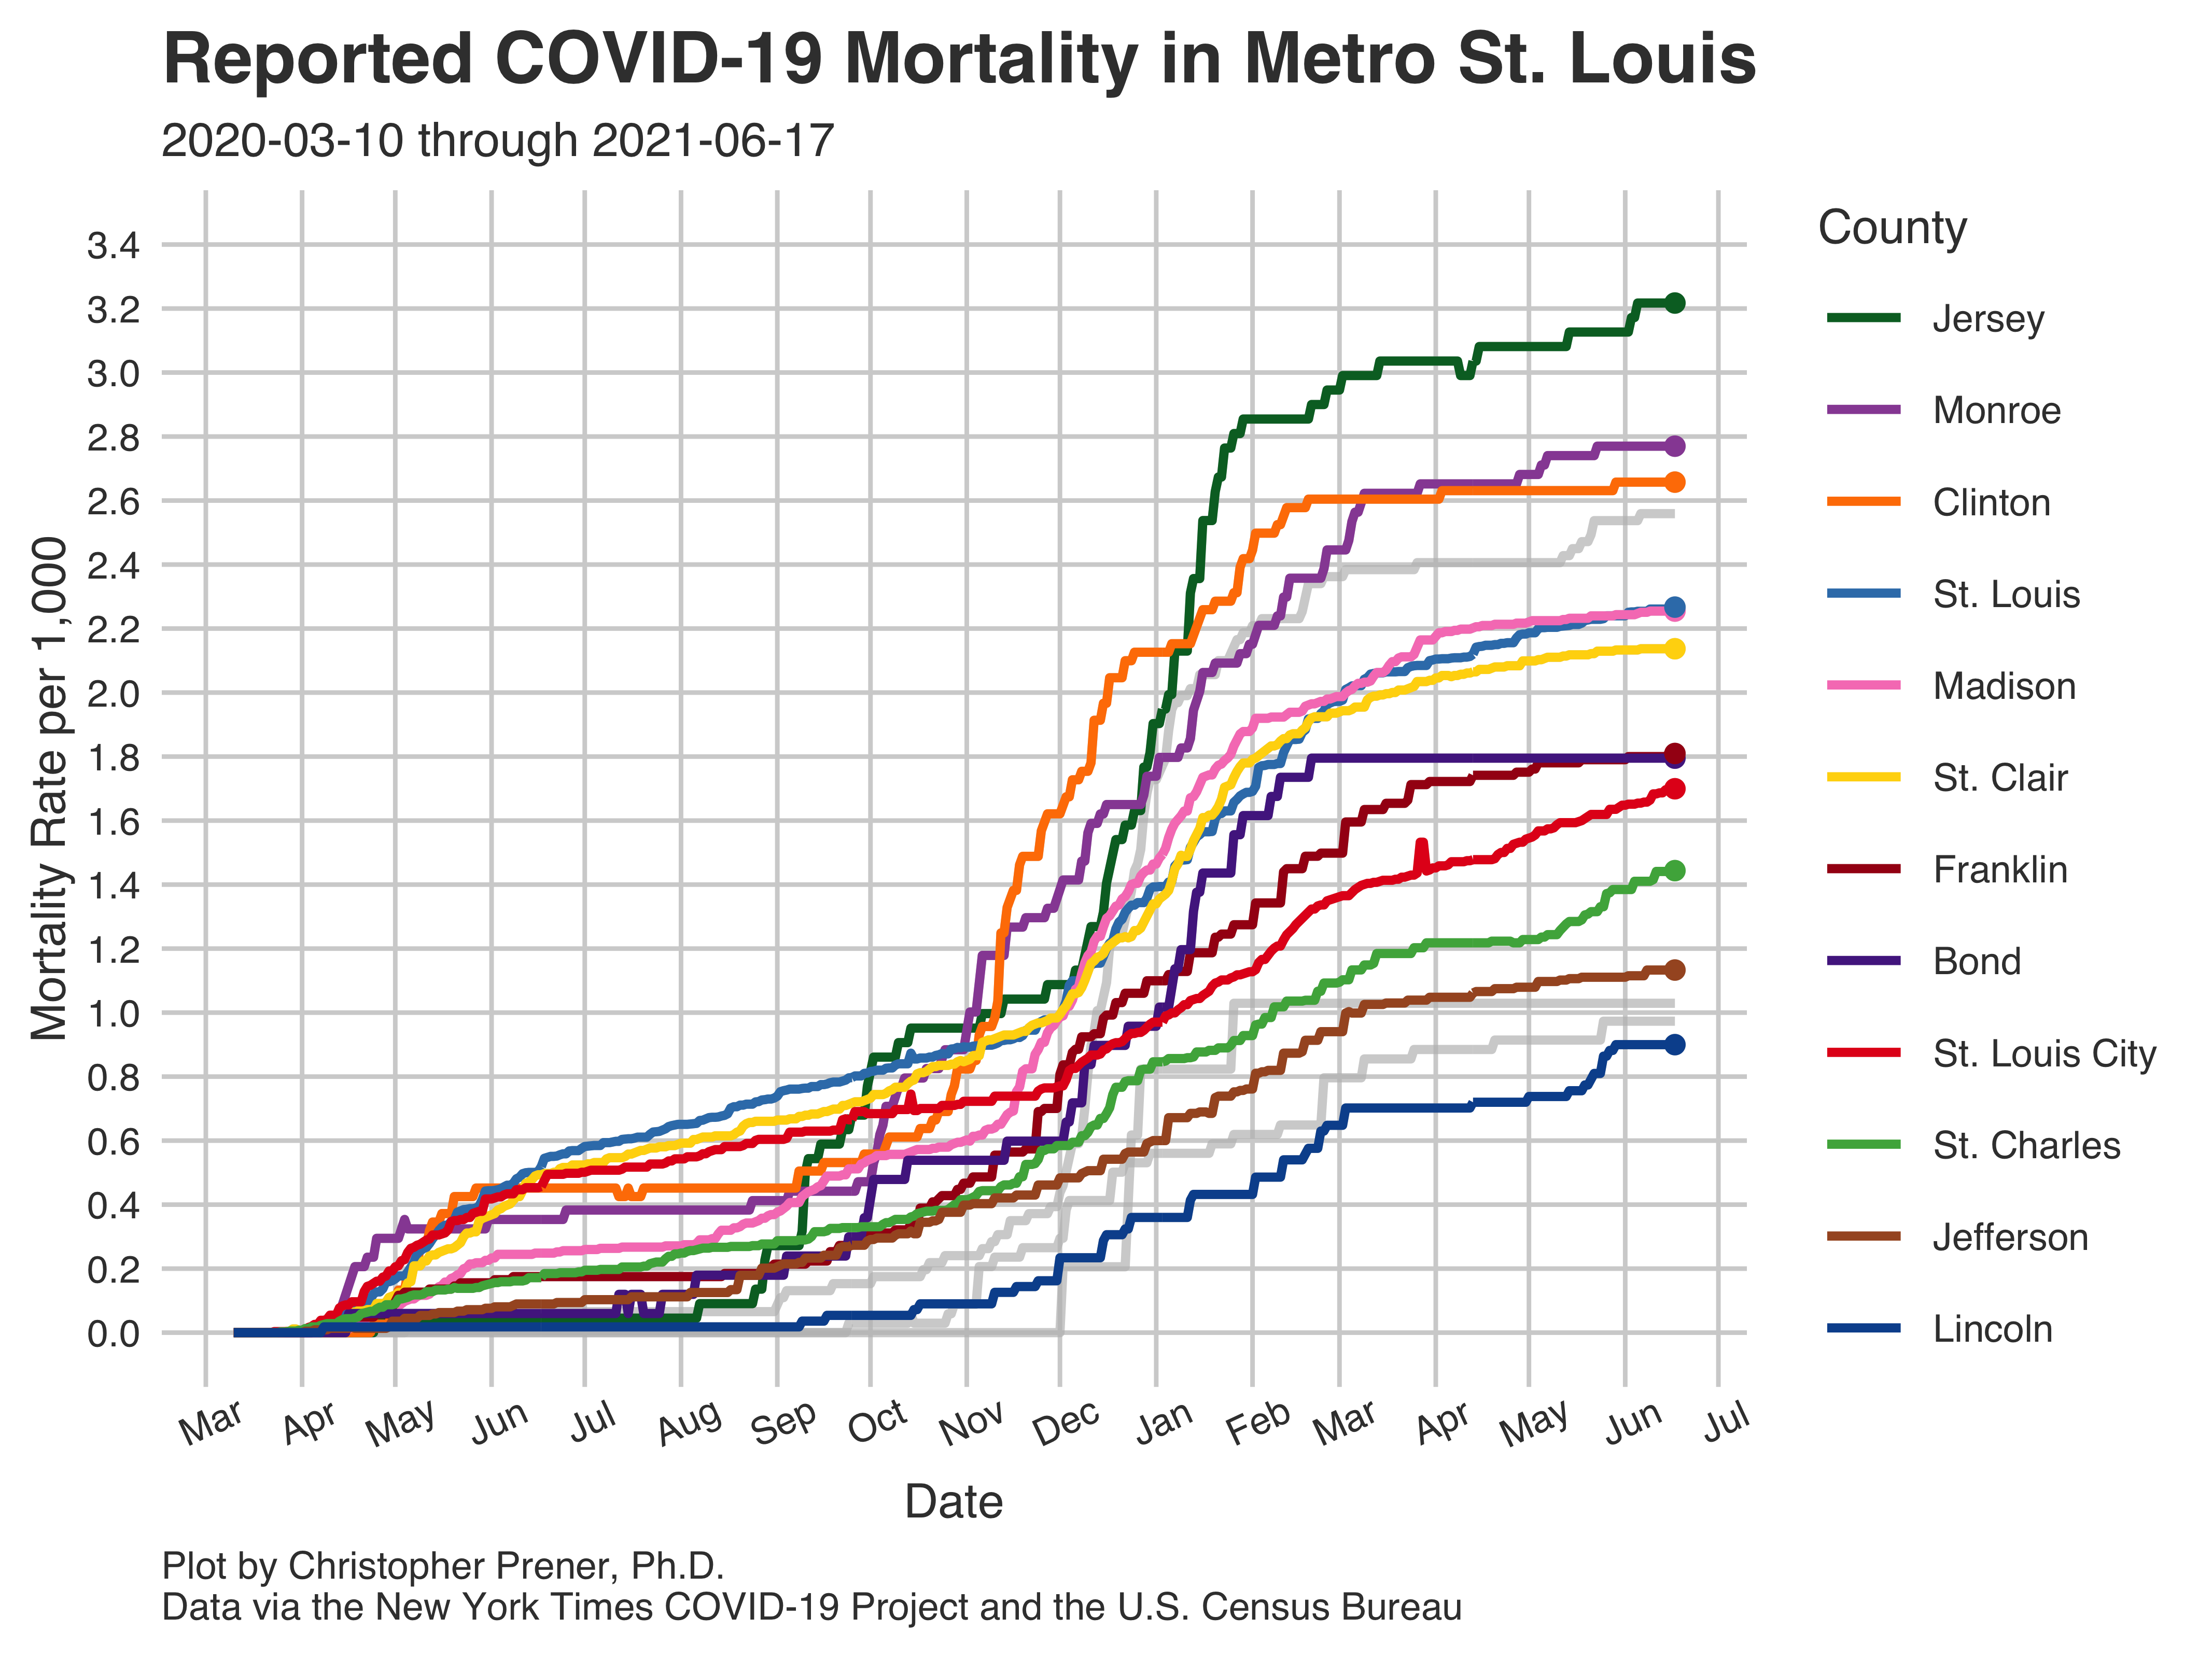 Reported COVID-19 Mortality in Metro St. Louis
2020-03-10 through 2021-06-17
Mortality Rate per 1,000
3.4
3.2
3.0
2.8
2.6
2.4
2.2
2.0
1.8
1.6
1.4
1.2
1.0
0.8
0.6
0.4
0.2
0.0
Mar Apr May Jun Jul Aug Sep Oct Nov Dec Jan Feb Mar Apr May Jun Jul
Date
County
Jersey
Monroe
Clinton
St. Louis
Madison
St. Clair
Franklin
Bond
St. Louis City
St. Charles
Jefferson
Lincoln
Plot by Christopher Prener, Ph.D.
Data via the New York Times COVID-19 Project and the U.S. Census Bureau